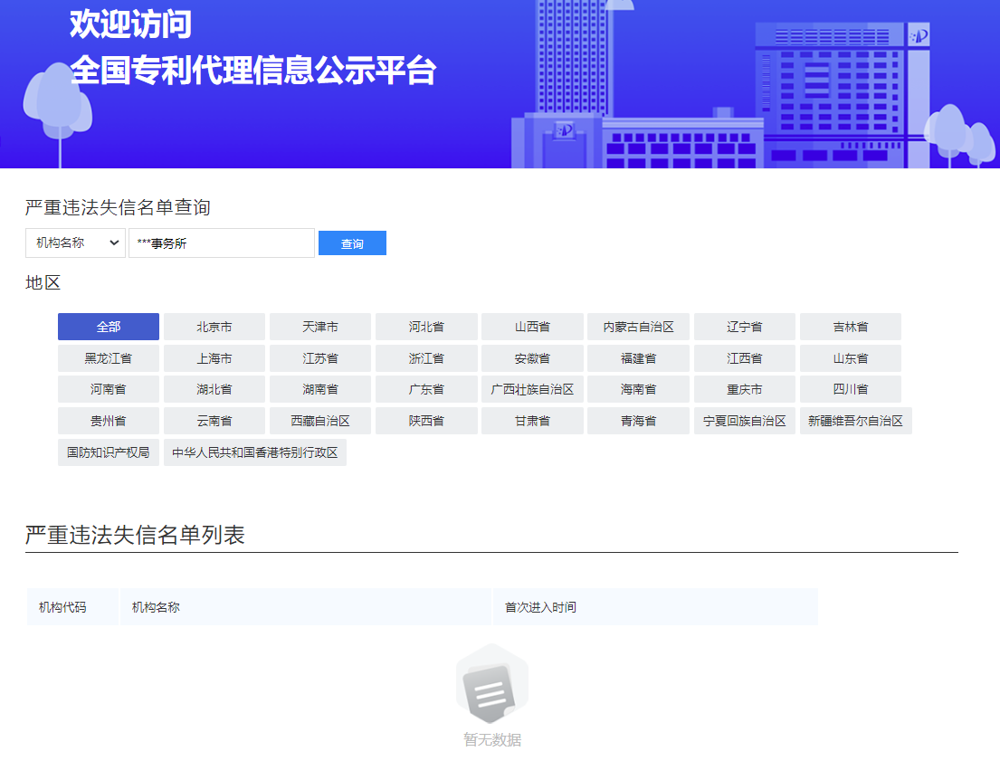 欢迎访问
全国专利代理信息公示平台
严重违法失信名单查询
机构名称 ***事务所 查询
地区
全部 北京市 天津市 河北省 山西省 内蒙古自治区 辽宁省 吉林省
黑龙江省 上海市 江苏省 浙江省 安徽省 福建省 江西省 山东省
河南省 湖北省 湖南省 广东省 广西壮族自治区 海南省 重庆市 四川省
贵州省 云南省 西藏自治区 陕西省 甘肃省 青海省 宁夏回族自治区 新疆维吾尔自治区
国防知识产权局 中华人民共和国香港特别行政区
严重违法失信名单列表
机构代码 机构名称 首次进入时间
暂无数据